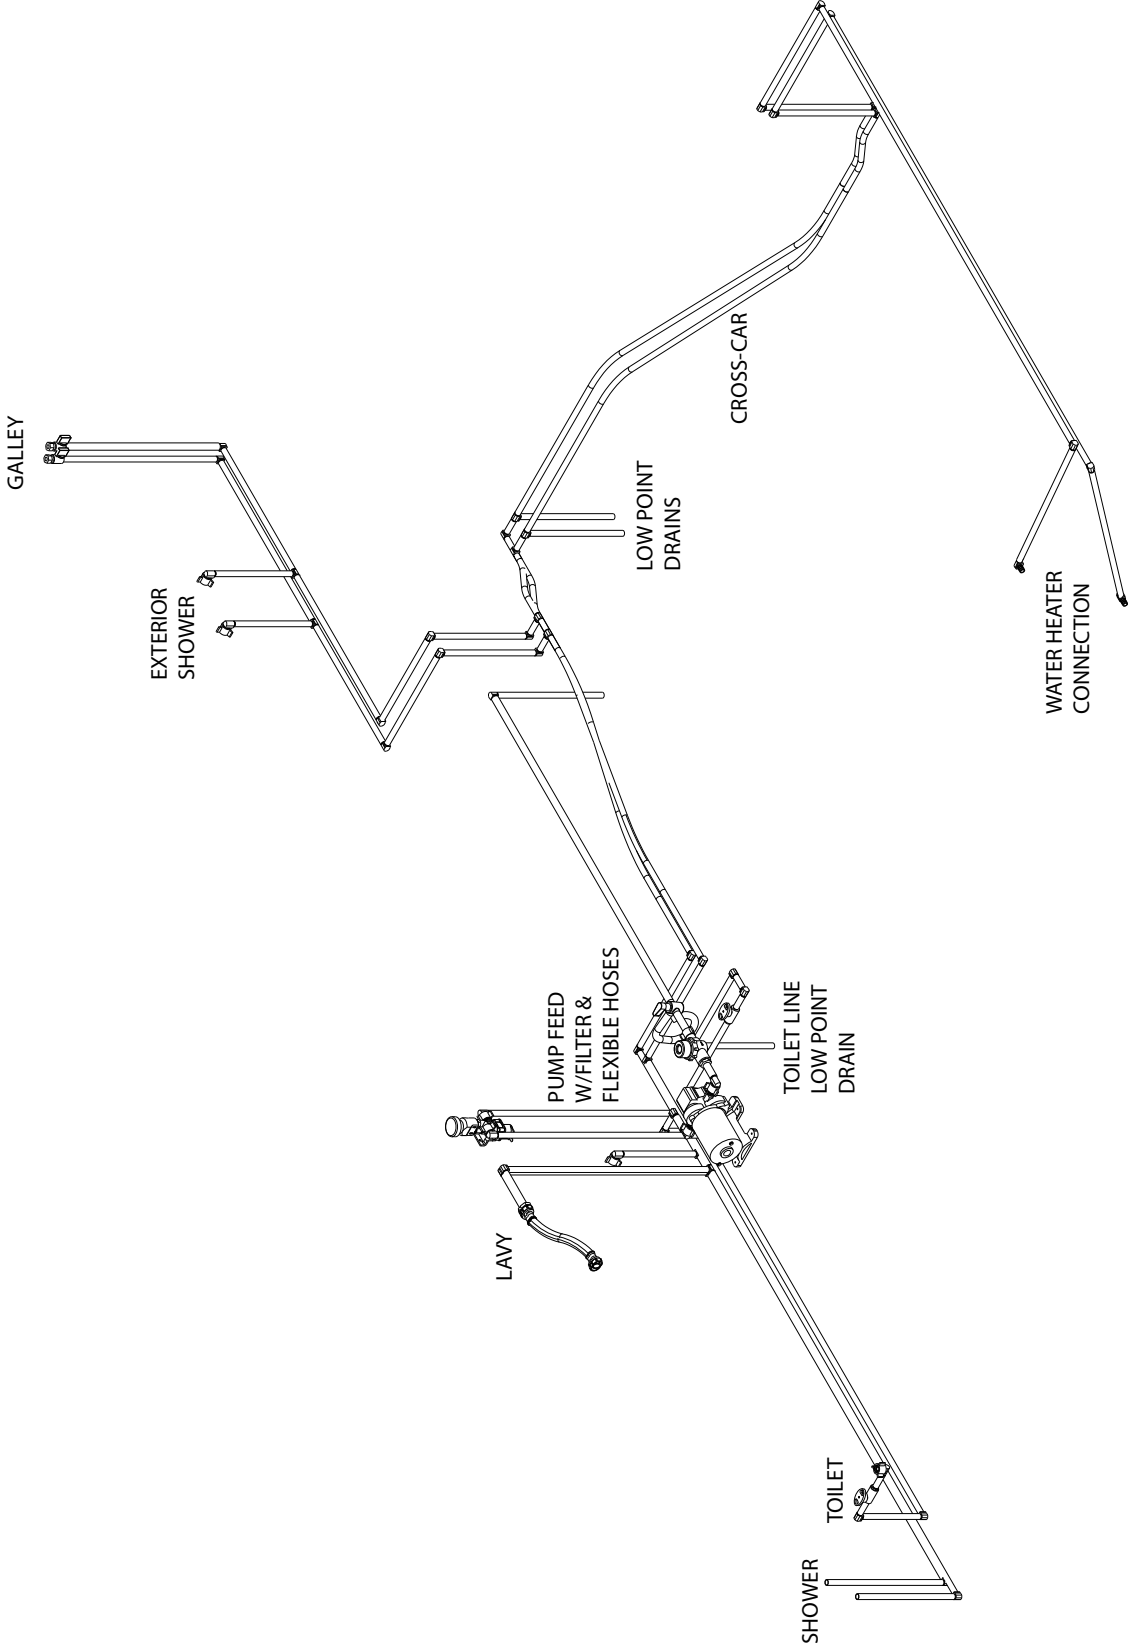 GALLEY
EXTERIOR
SHOWER
CROSS-CAR
LOW POINT
DRAINS
WATER HEATER
CONNECTION
PUMP FEED
W/FILTER &
FLEXIBLE HOSES
TOILET LINE
LOW POINT
DRAIN
LAVY
TOILET
SHOWER